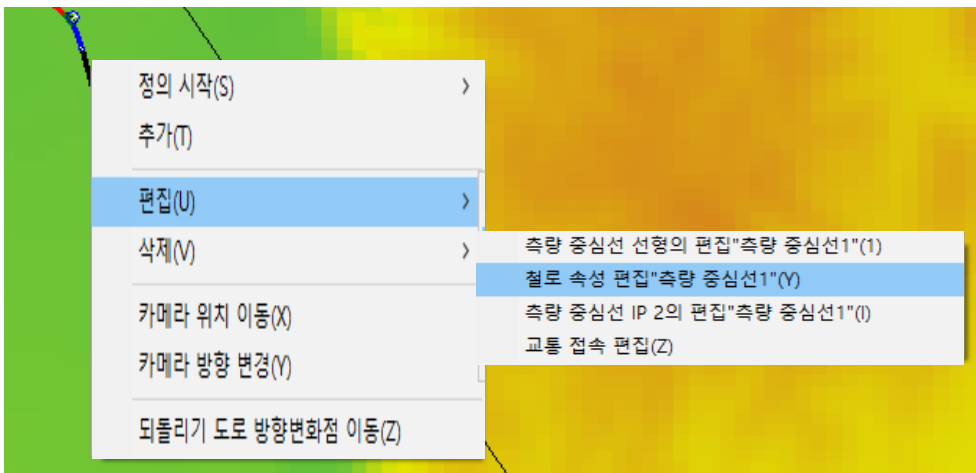 정의 시작(S)
추가(T)
편집(U)
삭제(V)
측량 중심선 선형의 편집"측량 중심선1"(1)
철로 속성 편집"측량 중심선1"(Y)
측량 중심선 IP 2의 편집"측량 중심선1"(I)
교통 접속 편집(Z)
카메라 위치 이동(X)
카메라 방향 변경(Y)
되돌리기 도로 방향변화점 이동(Z)